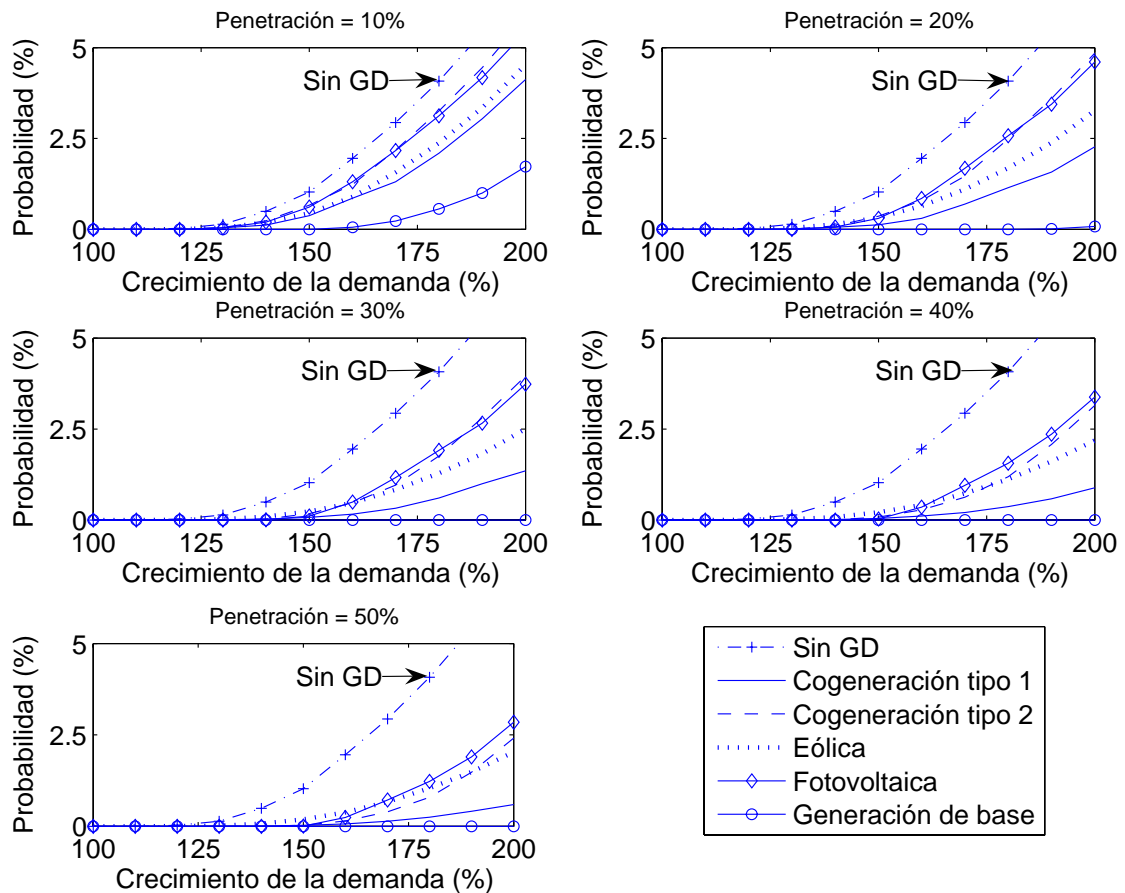 Penetración = 10%
Probabilidad (%)
5
2.5
0
Sin GD
100 125 150 175 200
Crecimiento de la demanda (%)
Penetración = 20%
Probabilidad (%)
5
2.5
0
Sin GD
100 125 150 175 200
Crecimiento de la demanda (%)
Penetración = 30%
Probabilidad (%)
5
2.5
0
Sin GD
100 125 150 175 200
Crecimiento de la demanda (%)
Penetración = 40%
Probabilidad (%)
5
2.5
0
Sin GD
100 125 150 175 200
Crecimiento de la demanda (%)
Penetración = 50%
Probabilidad (%)
5
2.5
0
Sin GD
100 125 150 175 200
Crecimiento de la demanda (%)
Sin GD
Cogeneración tipo 1
Cogeneración tipo 2
Eólica
Fotovoltaica
Generación de base